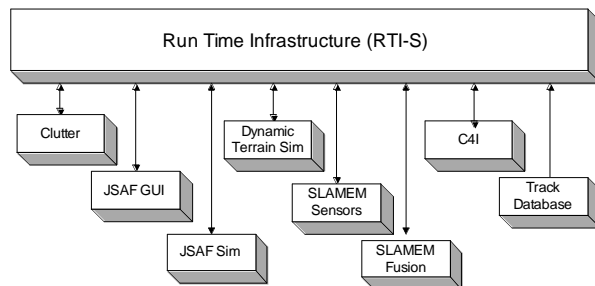 Run Time Infrastructure (RTI-S)
Clutter
Dynamic
Terrain Sim
C4I
JSAF GUI
SLAMEM
Sensors
Track
Database
JSAF Sim
SLAMEM
Fusion